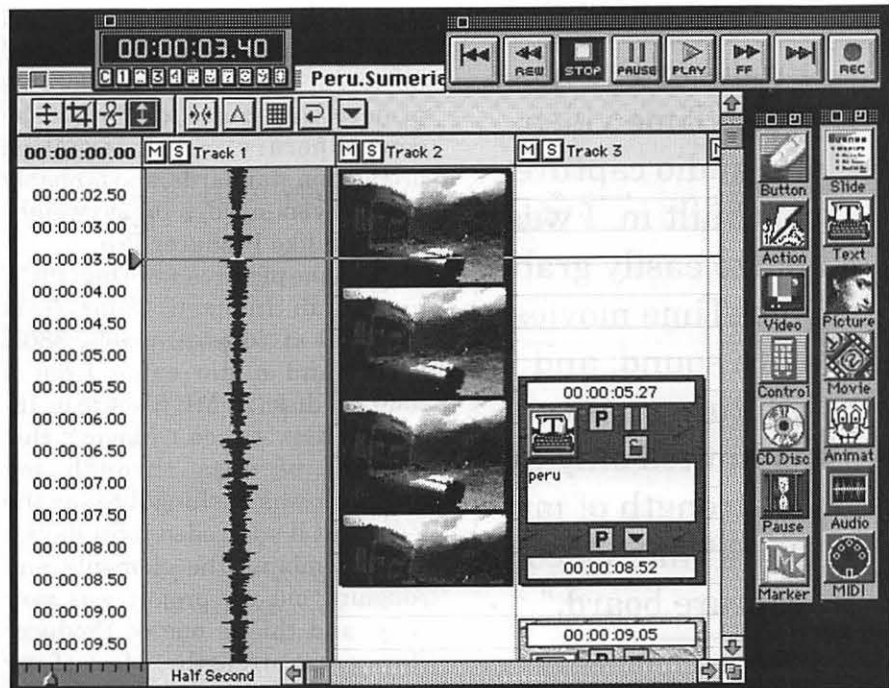 00:00:03.40
REW
STOP
PAUSE
PLAY
FF
REC
Peru.Sumerie
00:00:00.00
M S Track 1
M S Track 2
M S Track 3
00:00:02.50
00:00:03.00
00:00:03.50
00:00:04.00
00:00:04.50
00:00:05.00
00:00:05.50
00:00:06.00
00:00:06.50
00:00:07.00
00:00:07.50
00:00:08.00
00:00:08.50
00:00:09.00
00:00:09.50
00:00:05.27
P
peru
P
00:00:08.52
00:00:09.05
P
Half Second
Button
Action
Video
Control
CD Disc
Pause
Marker
Slide
Text
Picture
Movie
Animat
Audio
MIDI